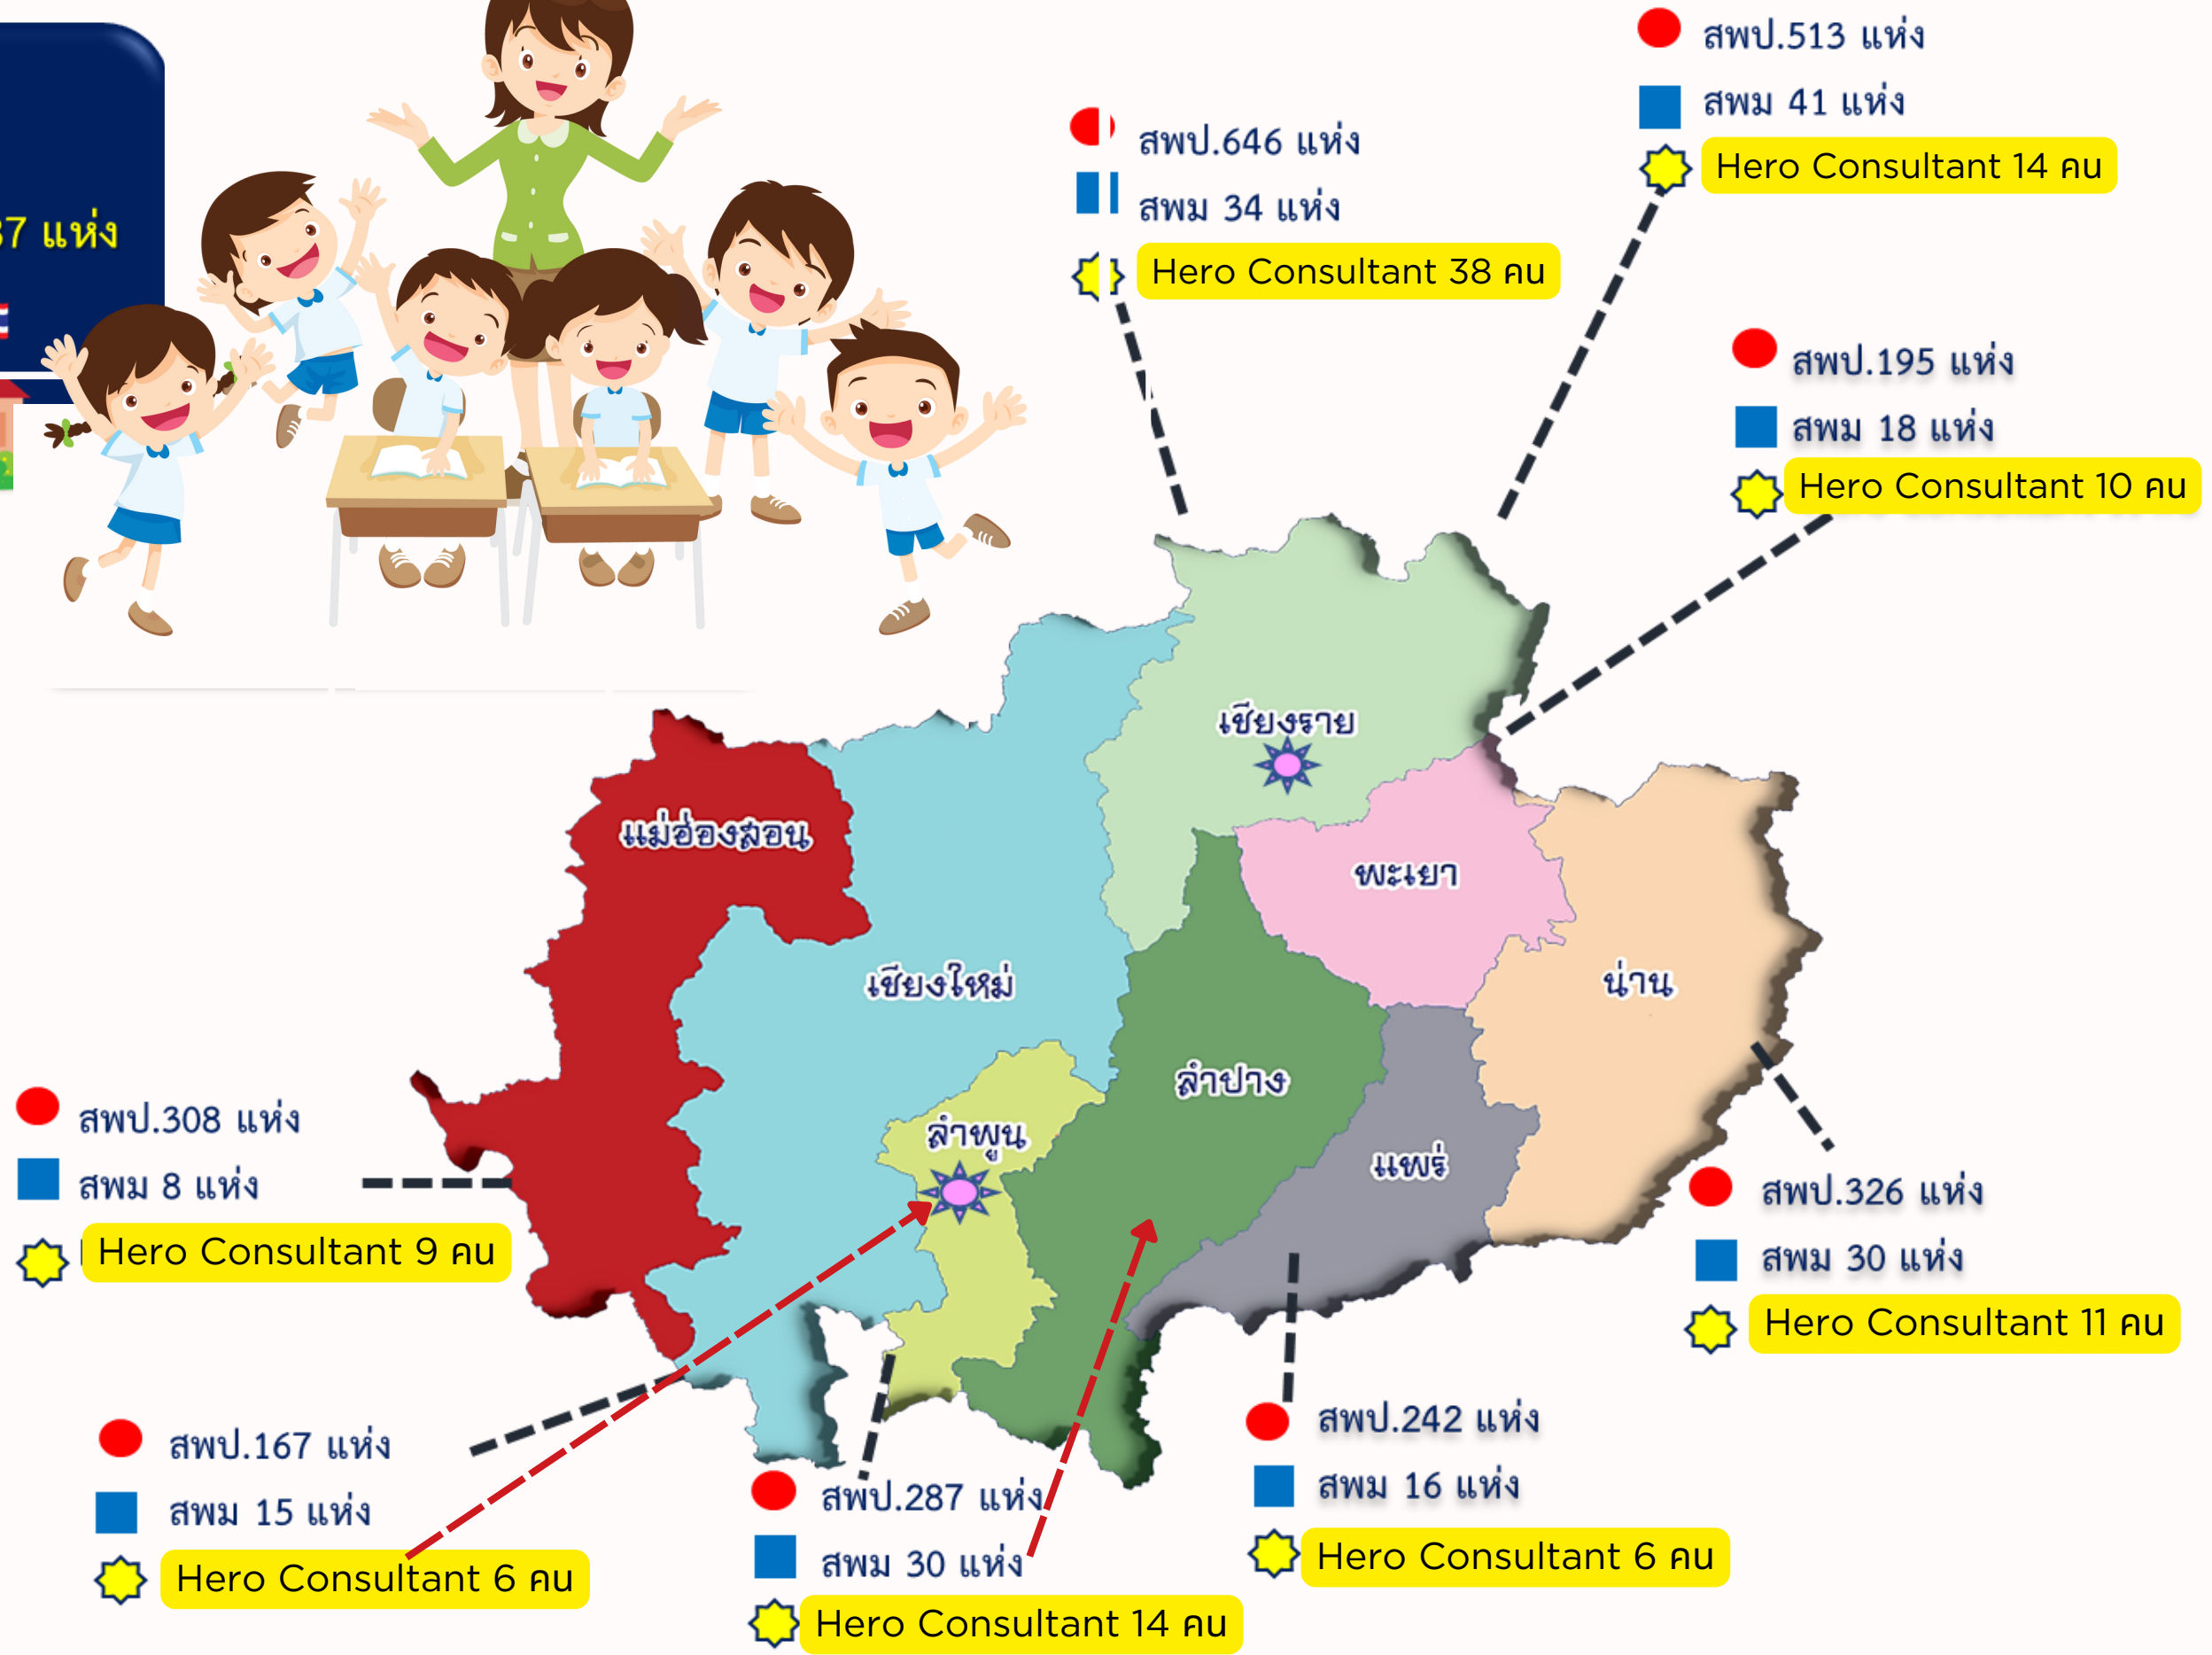 37 แห่ง
สพป.513 แห่ง
สพม 41 แห่ง
Hero Consultant 14 คน
สพป.646 แห่ง
สพม 34 แห่ง
Hero Consultant 38 คน
สพป.195 แห่ง
สพม 18 แห่ง
Hero Consultant 10 คน
เชียงราย
แม่ฮ่องสอน
พะเยา
เชียงใหม่
น่าน
ลำปาง
ลำพูน
แพร่
สพป.308 แห่ง
สพม 8 แห่ง
Hero Consultant 9 คน
สพป.326 แห่ง
สพม 30 แห่ง
Hero Consultant 11 คน
สพป.167 แห่ง
สพม 15 แห่ง
Hero Consultant 6 คน
สพป.287 แห่ง
สพม 30 แห่ง
Hero Consultant 14 คน
สพป.242 แห่ง
สพม 16 แห่ง
Hero Consultant 6 คน